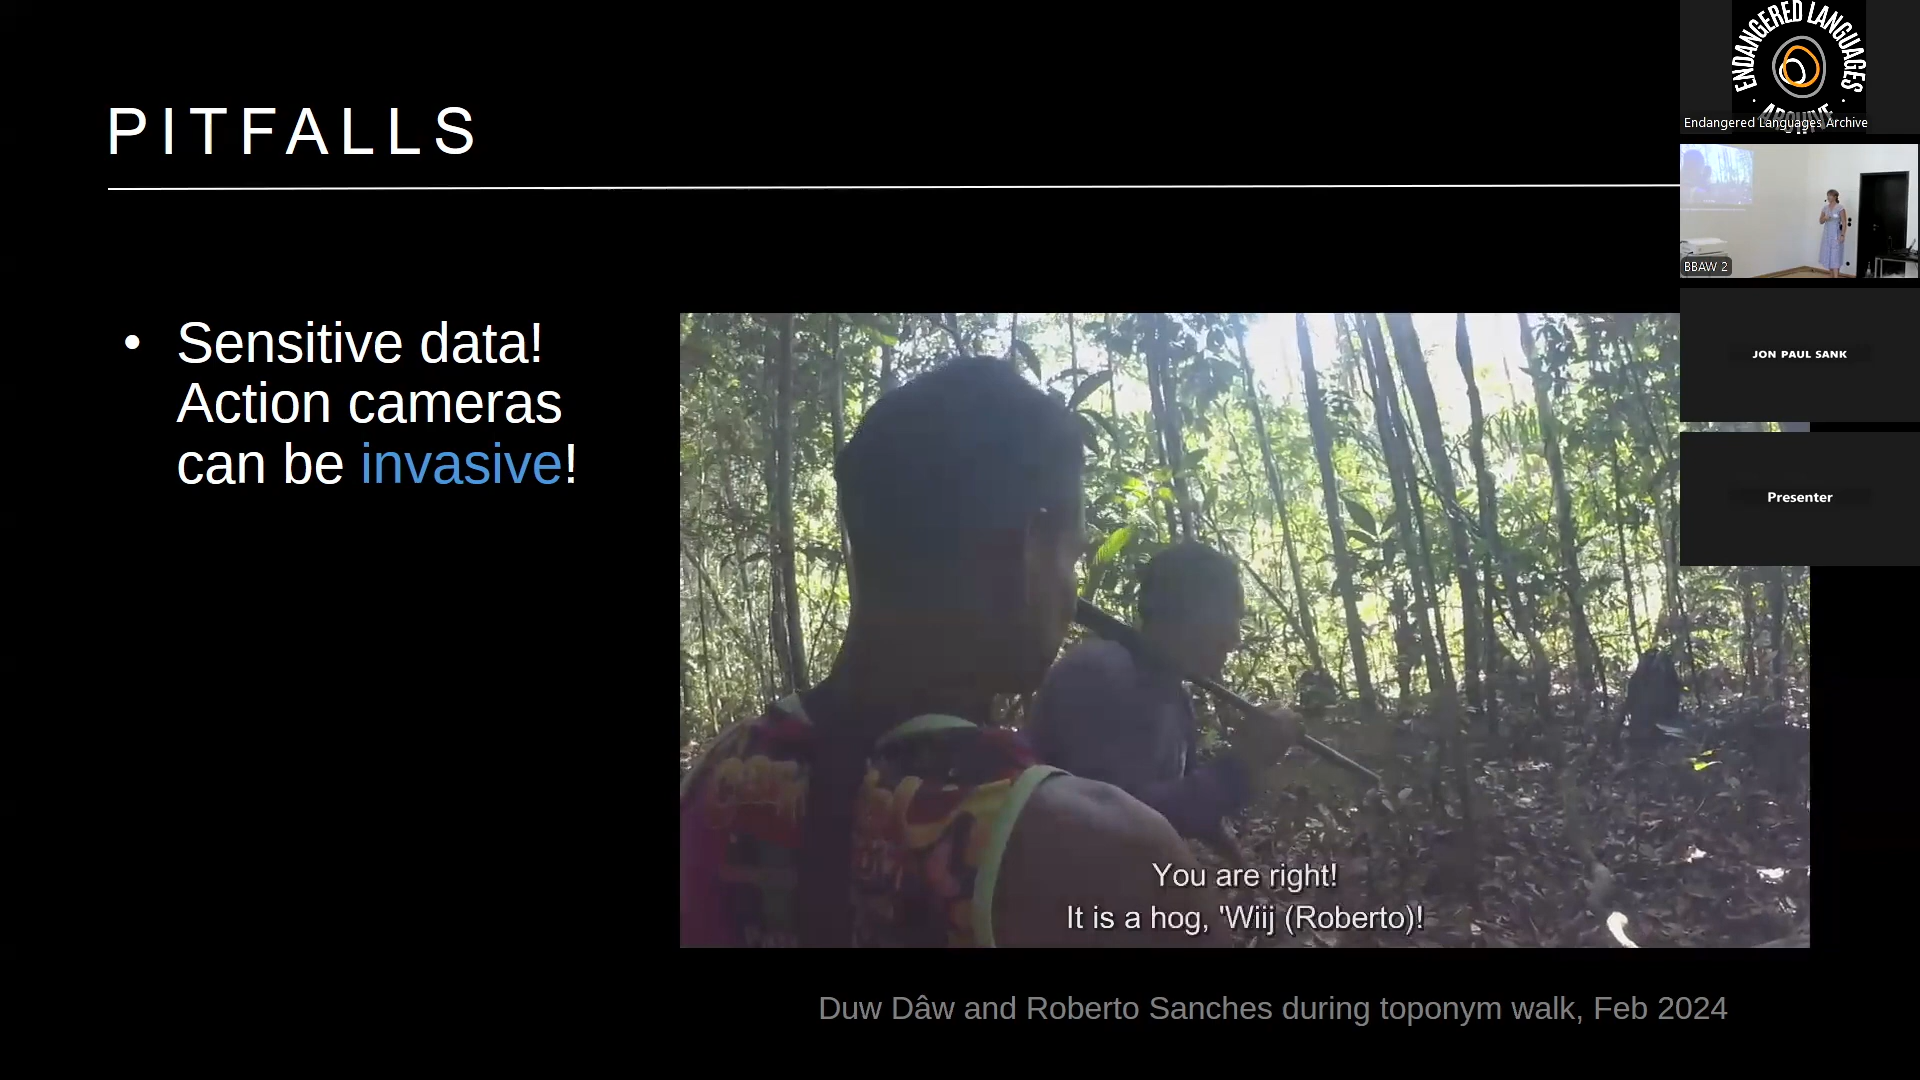 PITFALLS
• Sensitive data!
Action cameras
can be invasive!
You are right!
It is a hog, 'Wiij (Roberto)!
Duw Dâw and Roberto Sanches during toponym walk, Feb 2024
ENDANGERED LANGUAGES
· ARCHIVE ·
Endangered Languages Archive
BBAW 2
JON PAUL SANK
Presenter